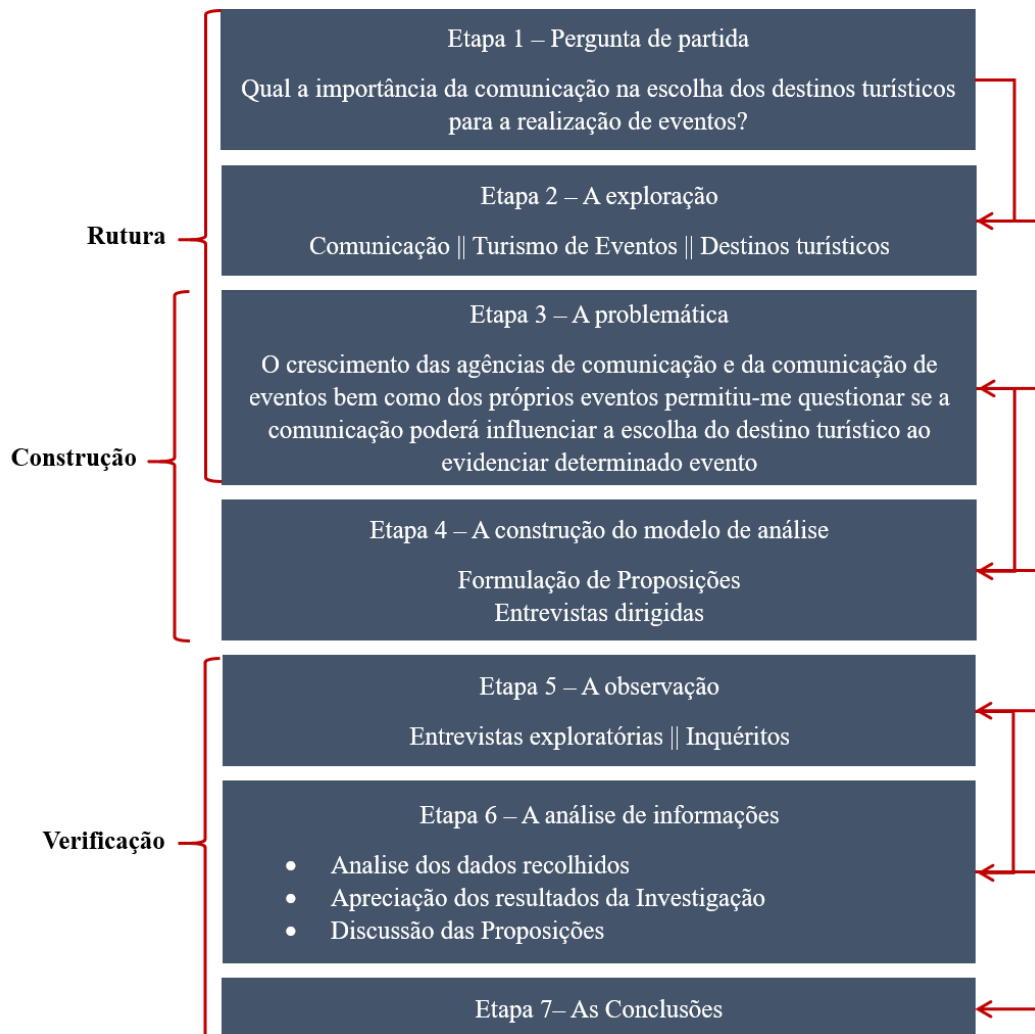 Etapa 1 – Pergunta de partida
Qual a importância da comunicação na escolha dos destinos turísticos
para a realização de eventos?
Etapa 2 – A exploração
Comunicação || Turismo de Eventos || Destinos turísticos
Rutura
Etapa 3 – A problemática
O crescimento das agências de comunicação e da comunicação de
eventos bem como dos próprios eventos permitiu-me questionar se a
comunicação poderá influenciar a escolha do destino turístico ao
evidenciar determinado evento
Construção
Etapa 4 – A construção do modelo de análise
Formulação de Proposições
Entrevistas dirigidas
Etapa 5 – A observação
Entrevistas exploratórias || Inquéritos
Verificação
Etapa 6 – A análise de informações
• Analise dos dados recolhidos
• Apreciação dos resultados da Investigação
• Discussão das Proposições
Etapa 7– As Conclusões